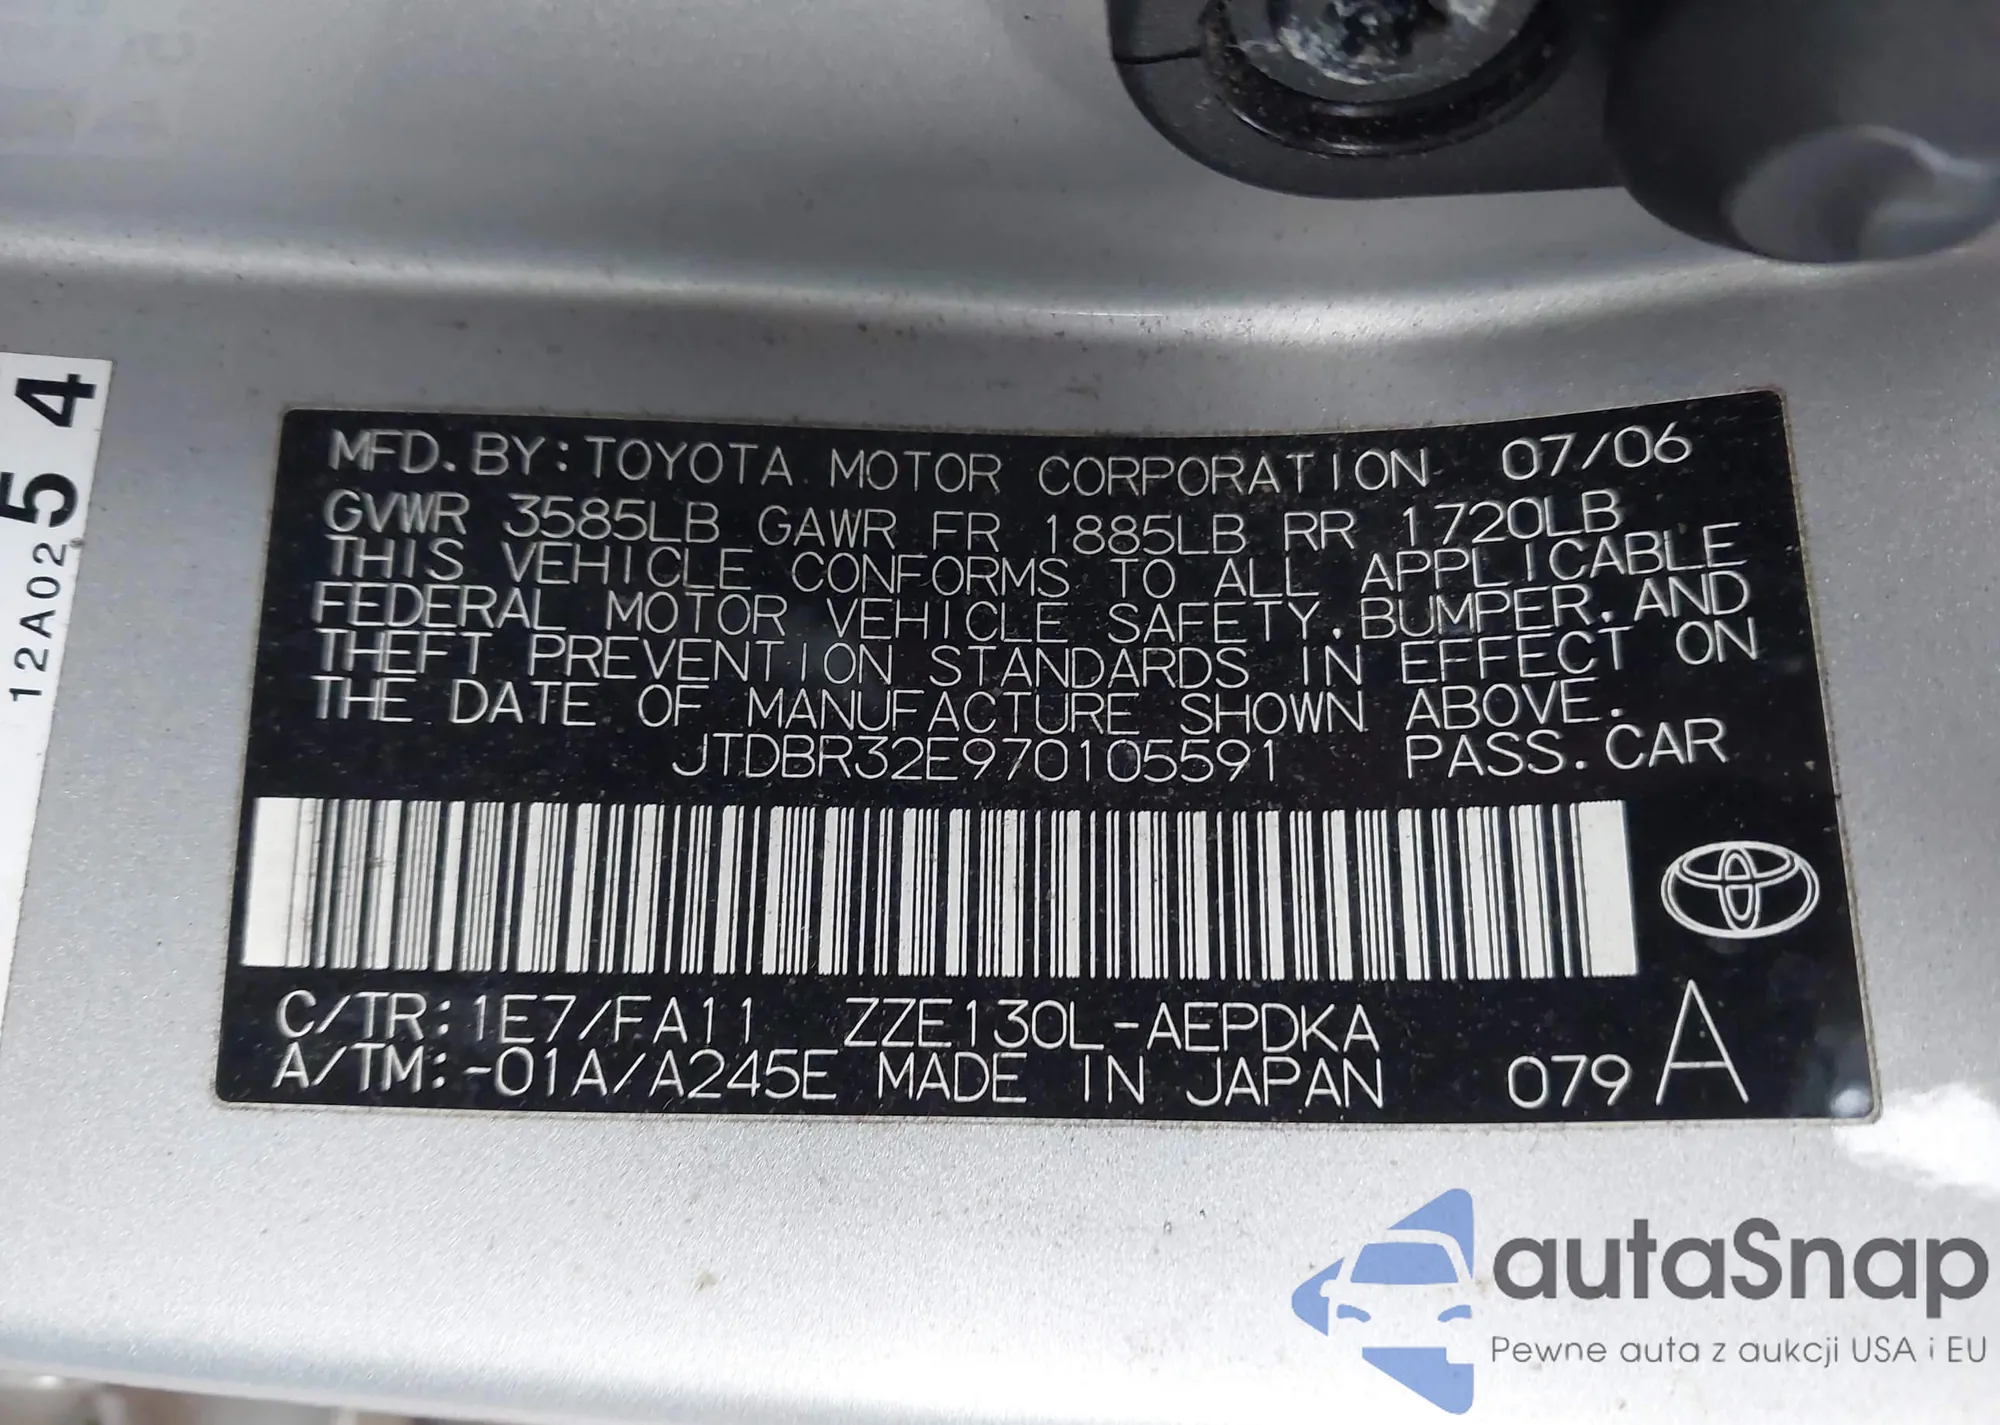 MFD. BY: TOYOTA MOTOR CORPORATION 07/06
GVWR 3585LB GAWR FR 1885LB RR 1720LB
THIS VEHICLE CONFORMS TO ALL APPLICABLE
FEDERAL MOTOR VEHICLE SAFETY, BUMPER, AND
THEFT PREVENTION STANDARDS IN EFFECT ON
THE DATE OF MANUFACTURE SHOWN ABOVE.
JTDBR32E970105591 PASS. CAR
C/TR: 1E7/FA11 ZZE130L-AEPDKA
A/TM: -01A/A245E MADE IN JAPAN 079 A
54
12A02
autaSnap
Pewne auta z aukcji USA i EU